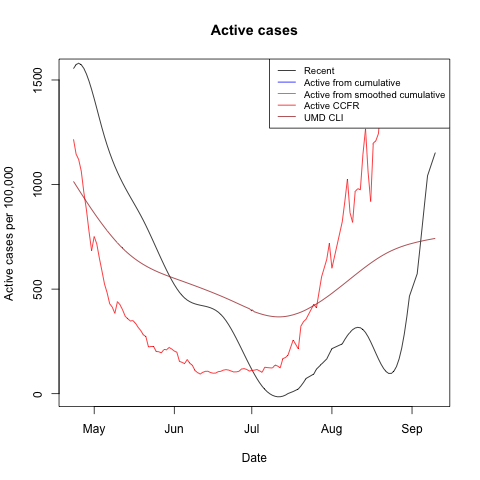 Active cases
Recent
Active from cumulative
Active from smoothed cumulative
Active CCFR
UMD CLI
Active cases per 100,000
1500
1000
500
0
May Jun Jul Aug Sep
Date